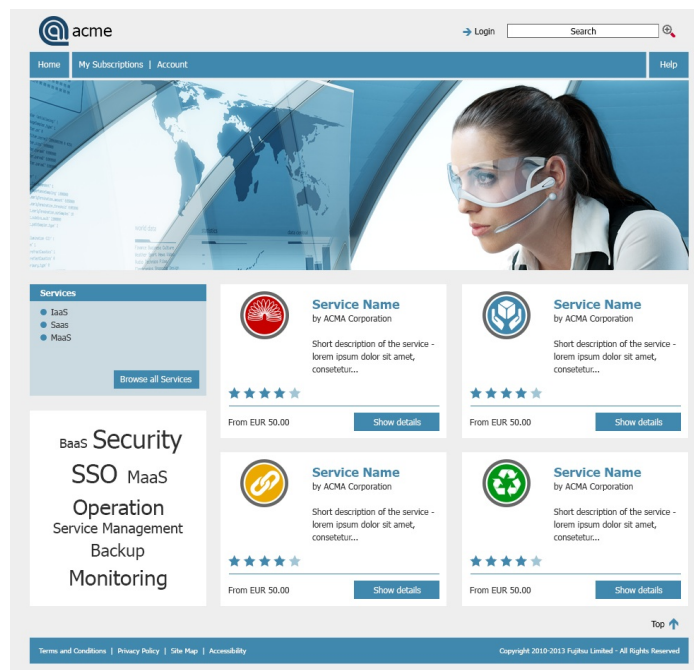 acme
Login
Search
Home
My Subscriptions | Account
Help
Services
IaaS
Saas
MaaS
Browse all Services
BaaS Security
SSO MaaS
Operation
Service Management
Backup
Monitoring
Service Name
by ACMA Corporation
Short description of the service -
lorem ipsum dolor sit amet,
consetetur...
From EUR 50.00
Show details
Service Name
by ACMA Corporation
Short description of the service -
lorem ipsum dolor sit amet,
consetetur...
From EUR 50.00
Show details
Service Name
by ACMA Corporation
Short description of the service -
lorem ipsum dolor sit amet,
consetetur...
From EUR 50.00
Show details
Service Name
by ACMA Corporation
Short description of the service -
lorem ipsum dolor sit amet,
consetetur...
From EUR 50.00
Show details
Top
Terms and Conditions | Privacy Policy | Site Map | Accessibility
Copyright 2010-2013 Fujitsu Limited - All Rights Reserved